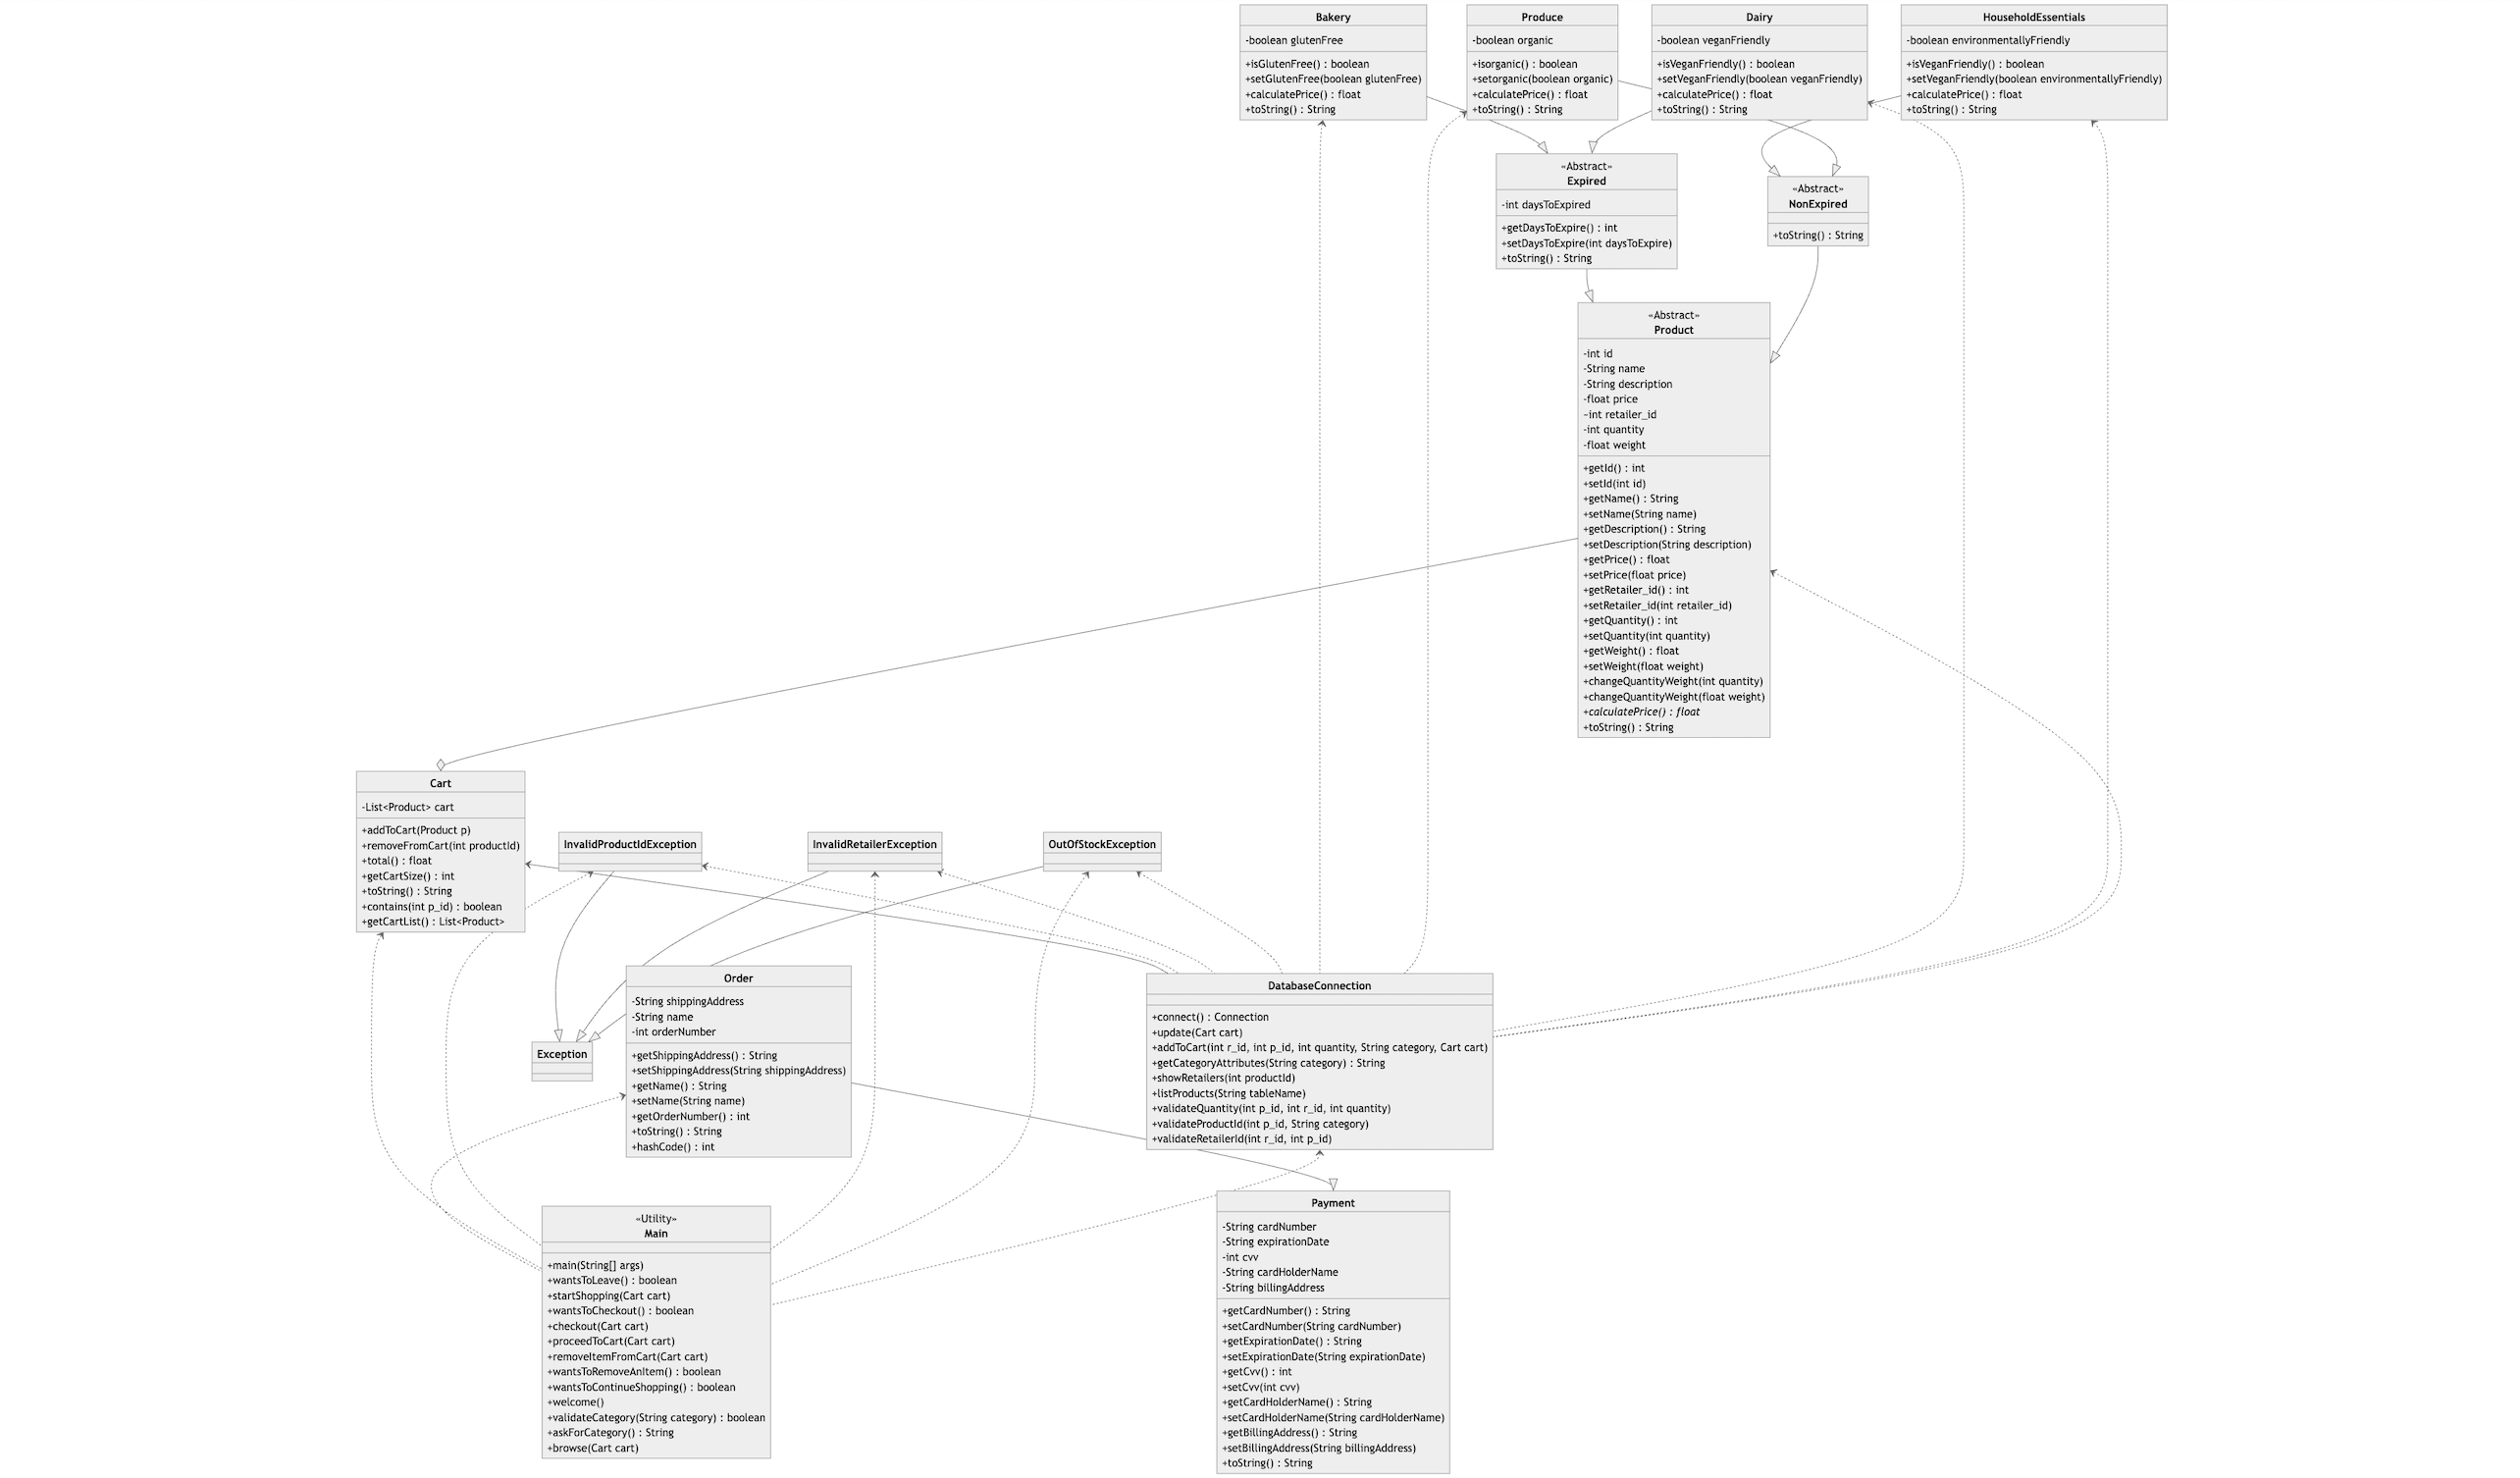 Bakery
-boolean glutenFree
+isGlutenFree() : boolean
+setGlutenFree(boolean glutenFree)
+calculatePrice() : float
+toString() : String
Produce
-boolean organic
+isorganic() : boolean
+setorganic(boolean organic)
+calculatePrice() : float
+toString() : String
Dairy
-boolean veganFriendly
+isVeganFriendly() : boolean
+setVeganFriendly(boolean veganFriendly)
+calculatePrice() : float
+toString() : String
HouseholdEssentials
-boolean environmentallyFriendly
+isVeganFriendly() : boolean
+setVeganFriendly(boolean environmentallyFriendly)
+calculatePrice() : float
+toString() : String
«Abstract»
Expired
-int daysToExpired
+getDaysToExpire() : int
+setDaysToExpire(int daysToExpire)
+toString() : String
«Abstract»
NonExpired
+toString() : String
«Abstract»
Product
-int id
-String name
-String description
-float price
~int retailer_id
-int quantity
-float weight
+getId() : int
+setId(int id)
+getName() : String
+setName(String name)
+getDescription() : String
+setDescription(String description)
+getPrice() : float
+setPrice(float price)
+getRetailer_id() : int
+setRetailer_id(int retailer_id)
+getQuantity() : int
+setQuantity(int quantity)
+getWeight() : float
+setWeight(float weight)
+changeQuantityWeight(int quantity)
+changeQuantityWeight(float weight)
+calculatePrice() : float
+toString() : String
Cart
-List<Product> cart
+addToCart(Product p)
+removeFromCart(int productId)
+total() : float
+getCartSize() : int
+toString() : String
+contains(int p_id) : boolean
+getCartList() : List<Product>
InvalidProductIdException
InvalidRetailerException
OutOfStockException
Exception
Order
-String shippingAddress
-String name
-int orderNumber
+getShippingAddress() : String
+setShippingAddress(String shippingAddress)
+getName() : String
+setName(String name)
+getOrderNumber() : int
+toString() : String
+hashCode() : int
DatabaseConnection
+connect() : Connection
+update(Cart cart)
+addToCart(int r_id, int p_id, int quantity, String category, Cart cart)
+getCategoryAttributes(String category) : String
+showRetailers(int productId)
+listProducts(String tableName)
+validateQuantity(int p_id, int r_id, int quantity)
+validateProductId(int p_id, String category)
+validateRetailerId(int r_id, int p_id)
«Utility»
Main
+main(String[] args)
+wantsToLeave() : boolean
+startShopping(Cart cart)
+wantsToCheckout() : boolean
+checkout(Cart cart)
+proceedToCart(Cart cart)
+removeItemFromCart(Cart cart)
+wantsToRemoveAnItem() : boolean
+wantsToContinueShopping() : boolean
+welcome()
+validateCategory(String category) : boolean
+askForCategory() : String
+browse(Cart cart)
Payment
-String cardNumber
-String expirationDate
-int cvv
-String cardHolderName
-String billingAddress
+getCardNumber() : String
+setCardNumber(String cardNumber)
+getExpirationDate() : String
+setExpirationDate(String expirationDate)
+getCvv() : int
+setCvv(int cvv)
+getCardHolderName() : String
+setCardHolderName(String cardHolderName)
+getBillingAddress() : String
+setBillingAddress(String billingAddress)
+toString() : String